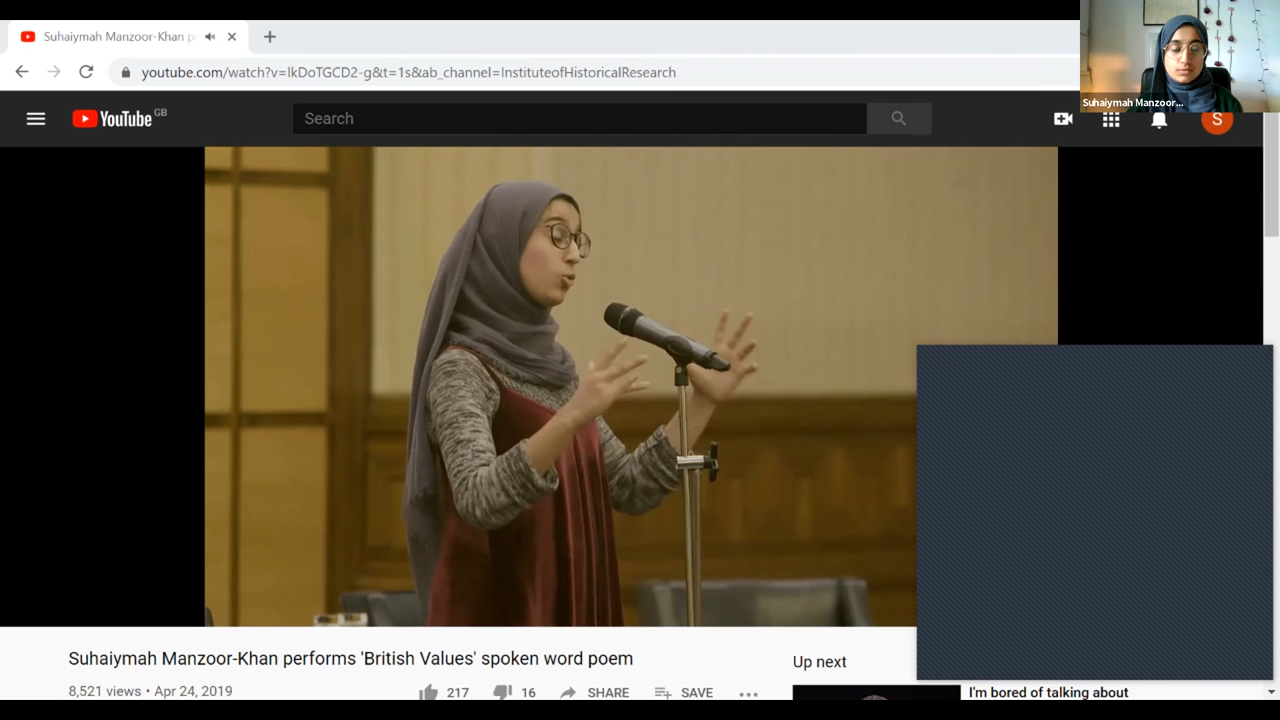 Suhaiymah Manzoor-Khan p
youtube.com/watch?v=lkDoTGCD2-g&t=1s&ab_channel=InstituteofHistoricalResearch
Suhaiymah Manzoor...
YouTube GB
Search
S
Suhaiymah Manzoor-Khan performs 'British Values' spoken word poem
8,521 views • Apr 24, 2019
217
16
SHARE
SAVE
Up next
I'm bored of talking about